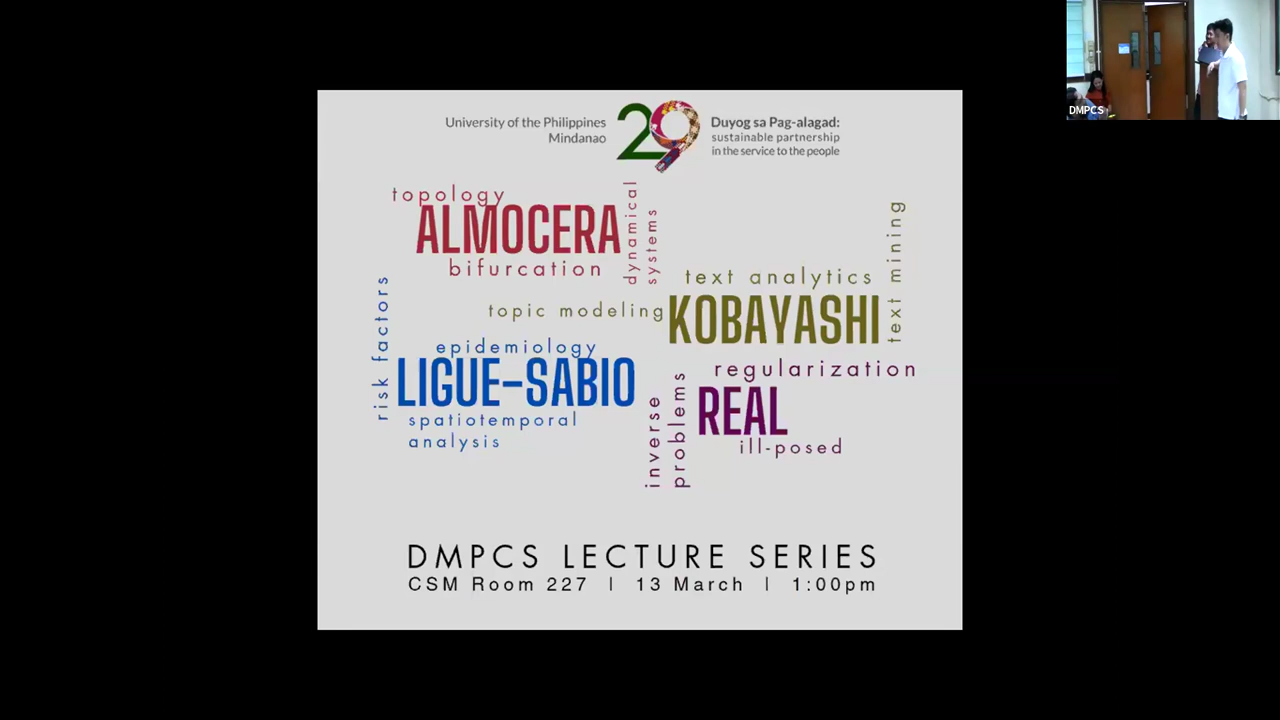 University of the Philippines
Mindanao
29
Duyog sa Pag-alagad:
sustainable partnership
in the service to the people
topology
ALMOCERA
bifurcation
dynamical
systems
text analytics
text mining
topic modeling
KOBAYASHI
risk factors
epidemiology
LIGUE-SABIO
spatiotemporal
analysis
regularization
REAL
ill-posed
inverse
problems
DMPCS LECTURE SERIES
CSM Room 227 | 13 March | 1:00pm
DMPCS